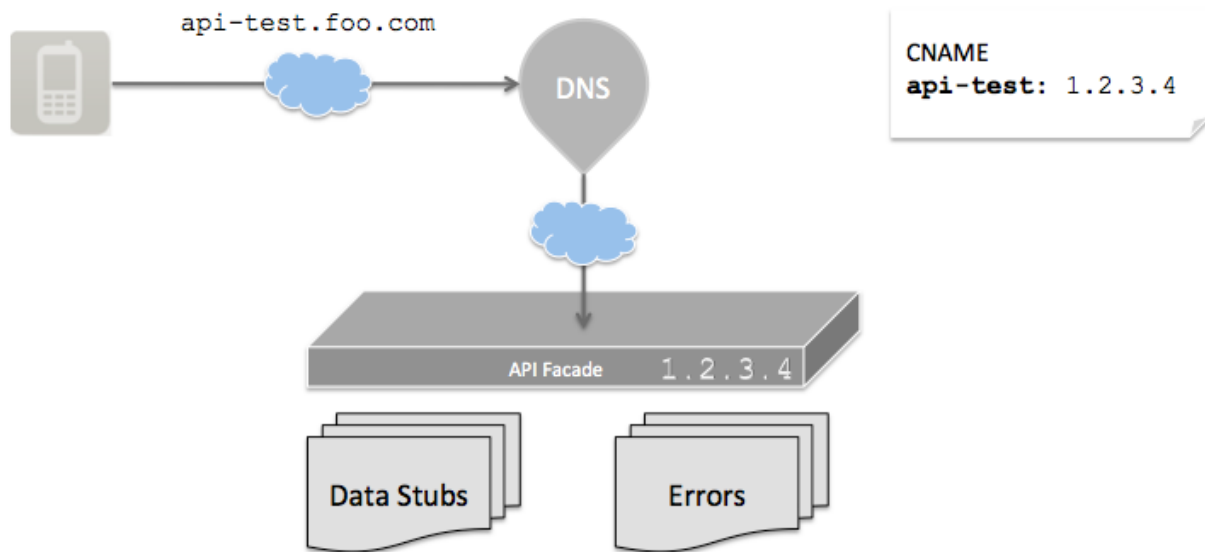 api-test.foo.com
DNS
CNAME
api-test: 1.2.3.4
API Facade 1.2.3.4
Data Stubs
Errors